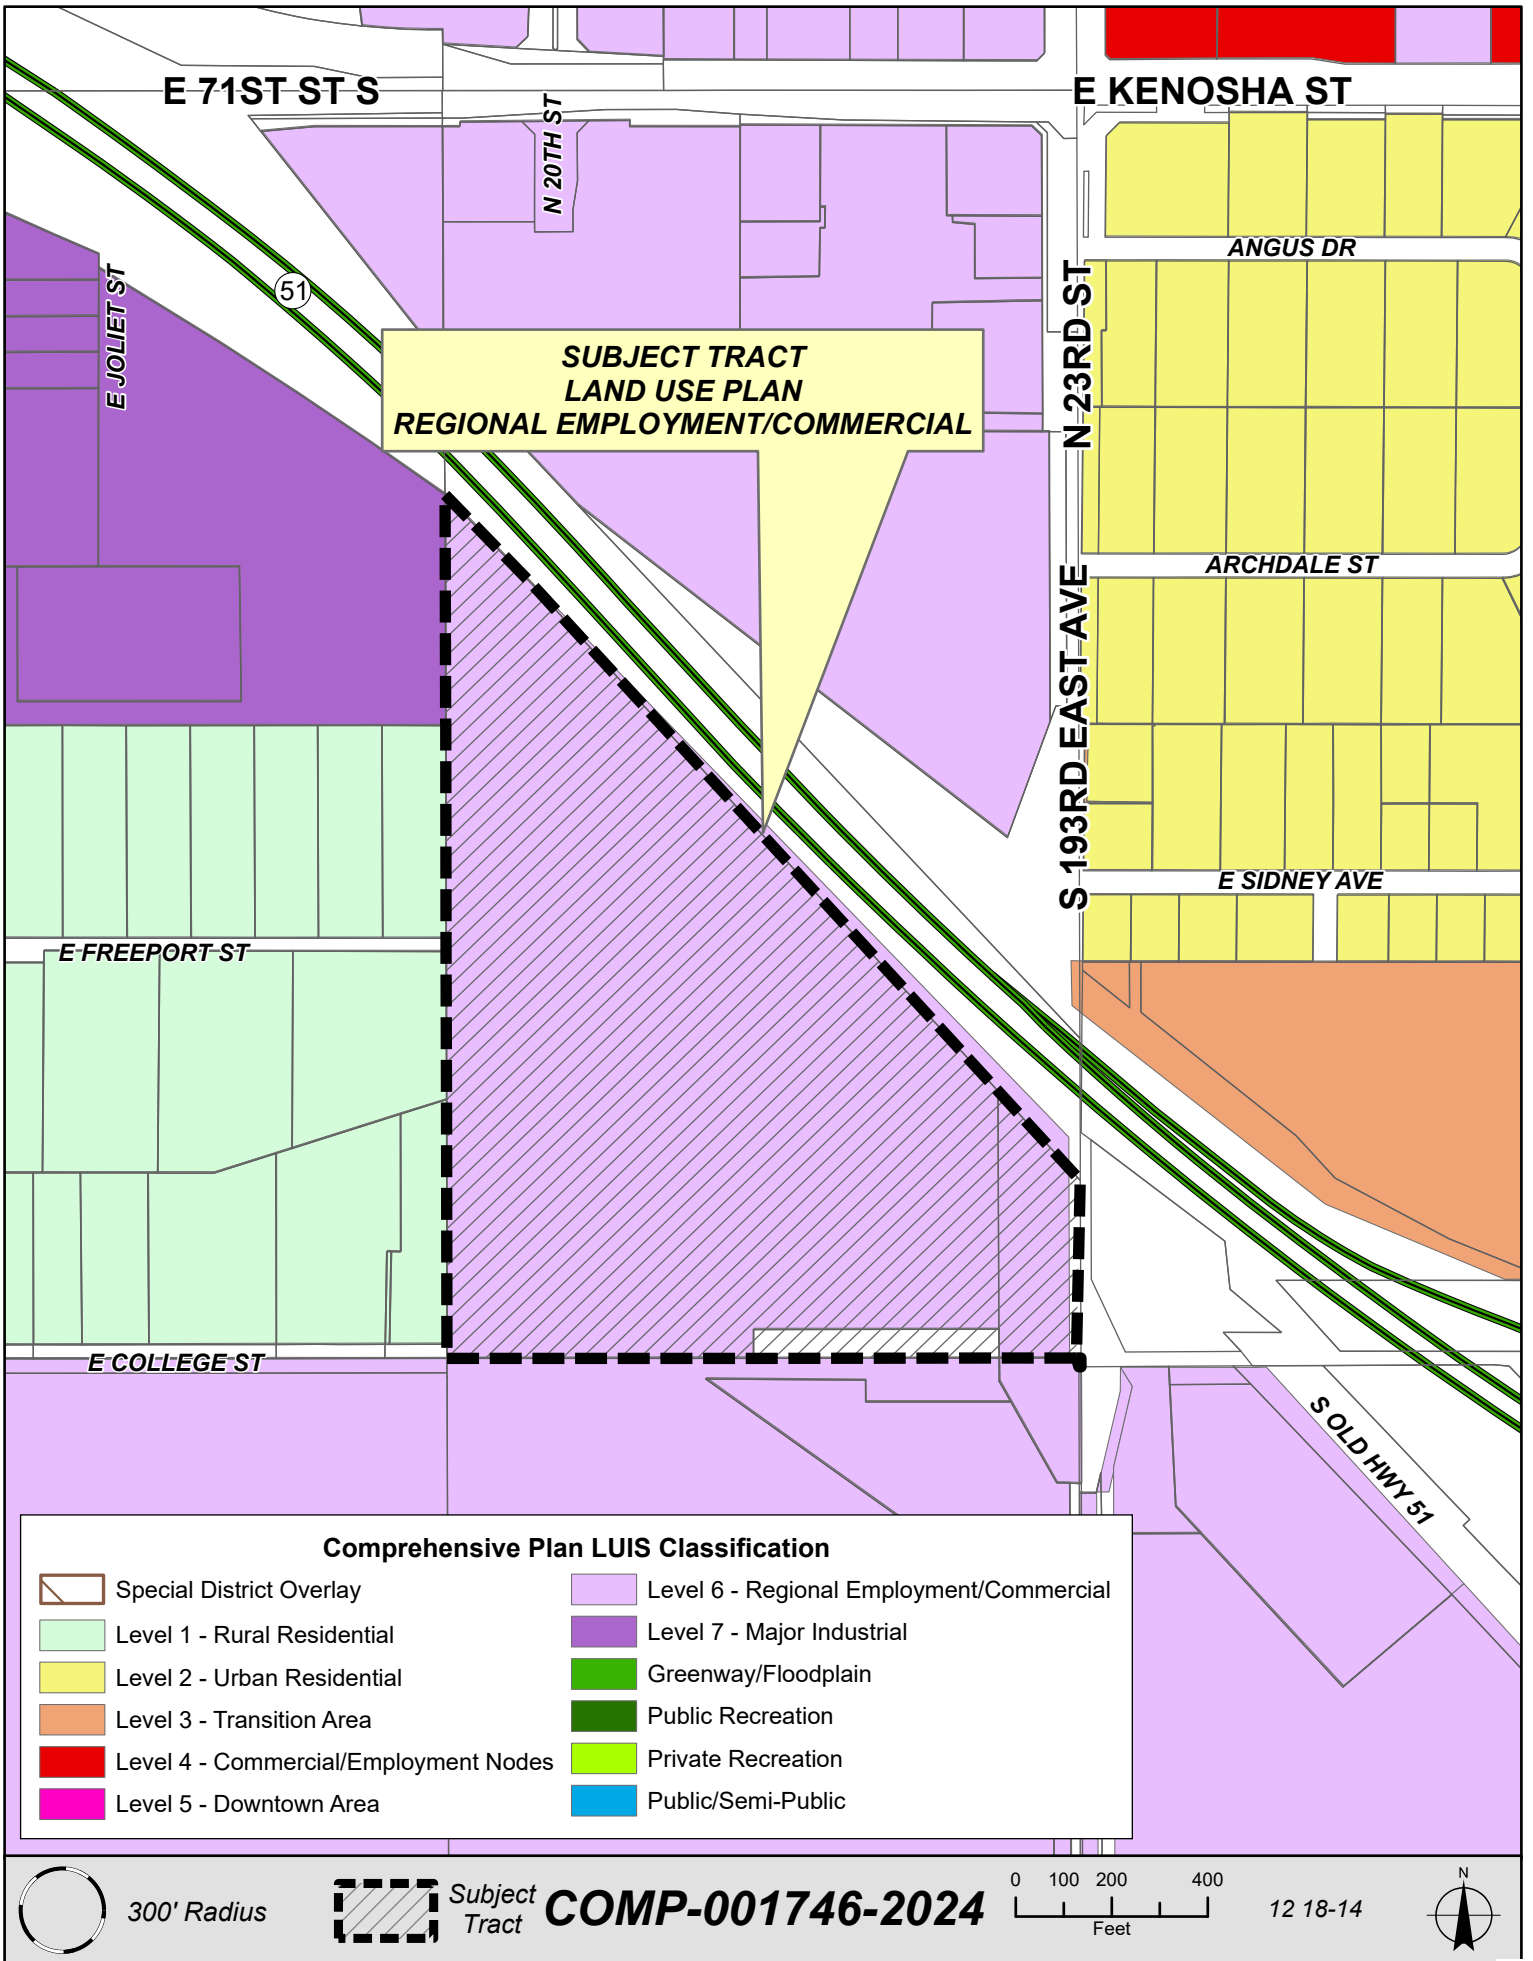 E 71ST ST S
E KENOSHA ST
N 20TH ST
ANGUS DR
E JOLIET ST
51
N 23RD ST
SUBJECT TRACT
LAND USE PLAN
REGIONAL EMPLOYMENT/COMMERCIAL
ARCHDALE ST
S 193RD EAST AVE
E SIDNEY AVE
E FREEPORT ST
E COLLEGE ST
S OLD HWY 51
Comprehensive Plan LUIS Classification
Special District Overlay
Level 1 - Rural Residential
Level 2 - Urban Residential
Level 3 - Transition Area
Level 4 - Commercial/Employment Nodes
Level 5 - Downtown Area
Level 6 - Regional Employment/Commercial
Level 7 - Major Industrial
Greenway/Floodplain
Public Recreation
Private Recreation
Public/Semi-Public
300' Radius
Subject
Tract
COMP-001746-2024
0 100 200 400
Feet
12 18-14
N